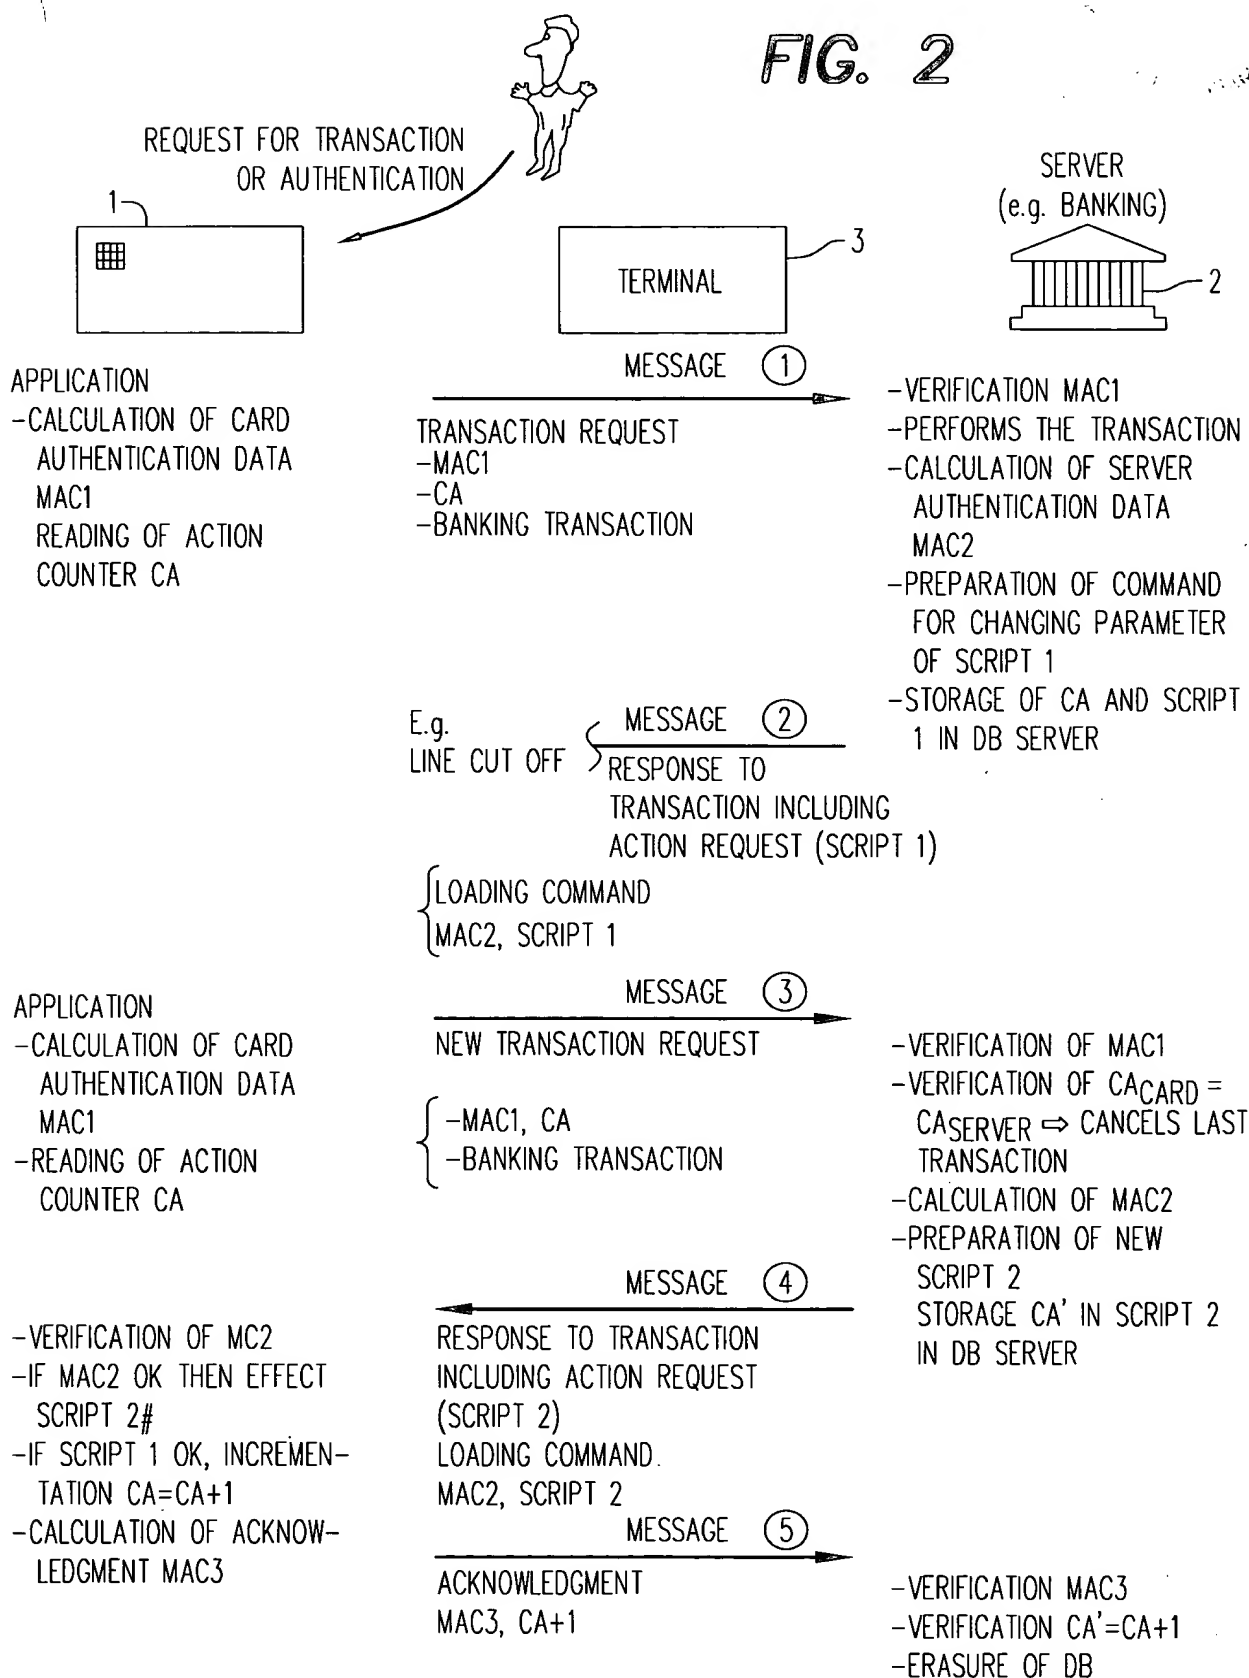 FIG. 2
REQUEST FOR TRANSACTION
OR AUTHENTICATION
SERVER
(e.g. BANKING)
1
TERMINAL
3
2
MESSAGE 1
APPLICATION
-CALCULATION OF CARD
AUTHENTICATION DATA
MAC1
READING OF ACTION
COUNTER CA
TRANSACTION REQUEST
-MAC1
-CA
-BANKING TRANSACTION
-VERIFICATION MAC1
-PERFORMS THE TRANSACTION
-CALCULATION OF SERVER
AUTHENTICATION DATA
MAC2
-PREPARATION OF COMMAND
FOR CHANGING PARAMETER
OF SCRIPT 1
-STORAGE OF CA AND SCRIPT
1 IN DB SERVER
E.g.
LINE CUT OFF
MESSAGE 2
RESPONSE TO
TRANSACTION INCLUDING
ACTION REQUEST (SCRIPT 1)
LOADING COMMAND
MAC2, SCRIPT 1
MESSAGE 3
APPLICATION
-CALCULATION OF CARD
AUTHENTICATION DATA
MAC1
-READING OF ACTION
COUNTER CA
NEW TRANSACTION REQUEST
-MAC1, CA
-BANKING TRANSACTION
-VERIFICATION OF MAC1
-VERIFICATION OF CACARD =
CASERVER ⇨ CANCELS LAST
TRANSACTION
-CALCULATION OF MAC2
-PREPARATION OF NEW
SCRIPT 2
STORAGE CA' IN SCRIPT 2
IN DB SERVER
MESSAGE 4
-VERIFICATION OF MC2
-IF MAC2 OK THEN EFFECT
SCRIPT 2#
-IF SCRIPT 1 OK, INCREMEN-
TATION CA=CA+1
-CALCULATION OF ACKNOW-
LEDGMENT MAC3
RESPONSE TO TRANSACTION
INCLUDING ACTION REQUEST
(SCRIPT 2)
LOADING COMMAND.
MAC2, SCRIPT 2
MESSAGE 5
ACKNOWLEDGMENT
MAC3, CA+1
-VERIFICATION MAC3
-VERIFICATION CA'=CA+1
-ERASURE OF DB